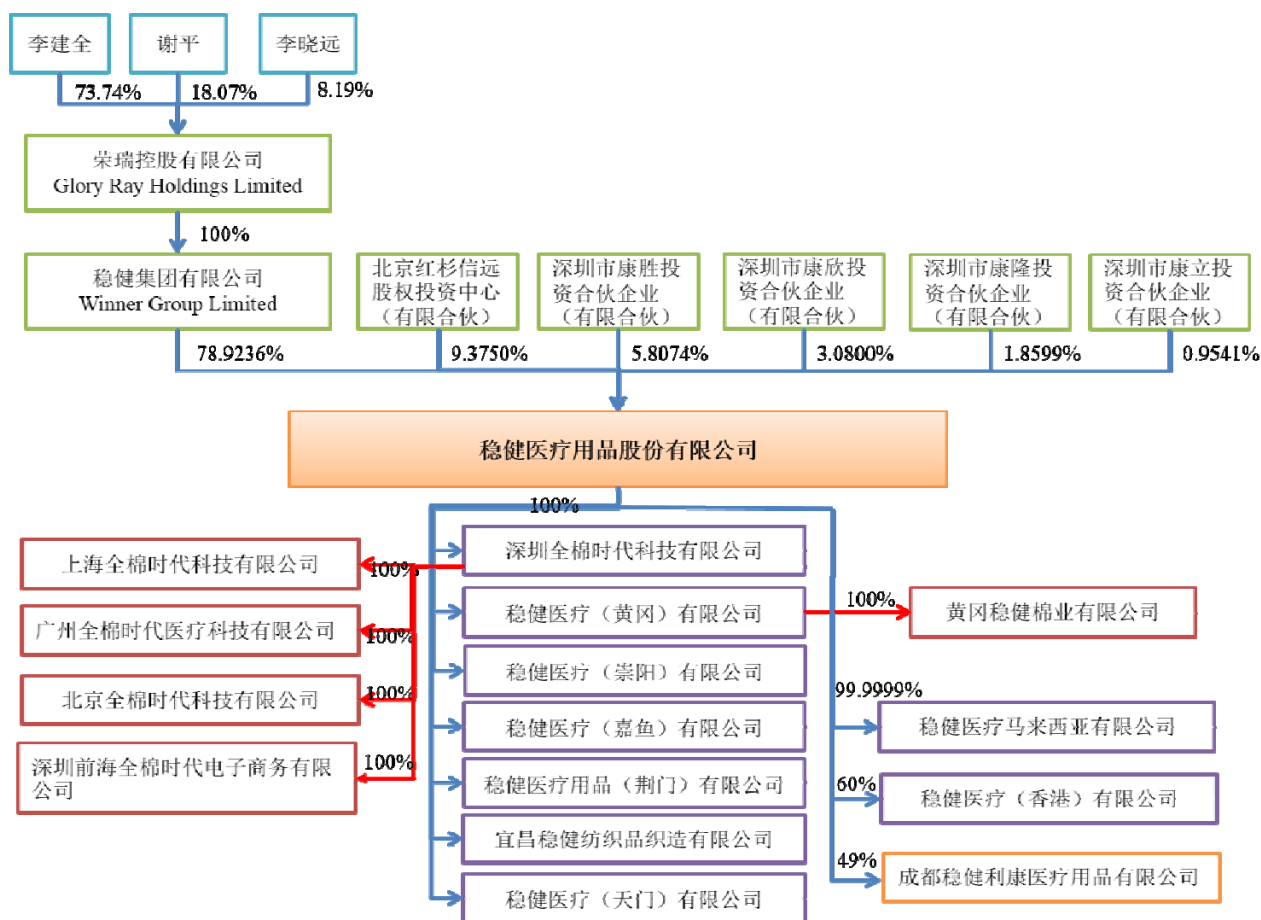 李建全
谢平
李晓远
73.74%
18.07%
8.19%
荣瑞控股有限公司
Glory Ray Holdings Limited
100%
稳健集团有限公司
Winner Group Limited
北京红杉信远
股权投资中心
（有限合伙）
深圳市康胜投
资合伙企业
（有限合伙）
深圳市康欣投
资合伙企业
（有限合伙）
深圳市康隆投
资合伙企业
（有限合伙）
深圳市康立投
资合伙企业
（有限合伙）
78.9236%
9.3750%
5.8074%
3.0800%
1.8599%
0.9541%
稳健医疗用品股份有限公司
100%
深圳全棉时代科技有限公司
稳健医疗（黄冈）有限公司
稳健医疗（崇阳）有限公司
稳健医疗（嘉鱼）有限公司
稳健医疗用品（荆门）有限公司
宜昌稳健纺织品织造有限公司
稳健医疗（天门）有限公司
上海全棉时代科技有限公司
100%
广州全棉时代医疗科技有限公司
100%
北京全棉时代科技有限公司
100%
深圳前海全棉时代电子商务有限
公司
100%
100%
黄冈稳健棉业有限公司
99.9999%
稳健医疗马来西亚有限公司
60%
稳健医疗（香港）有限公司
49%
成都稳健利康医疗用品有限公司